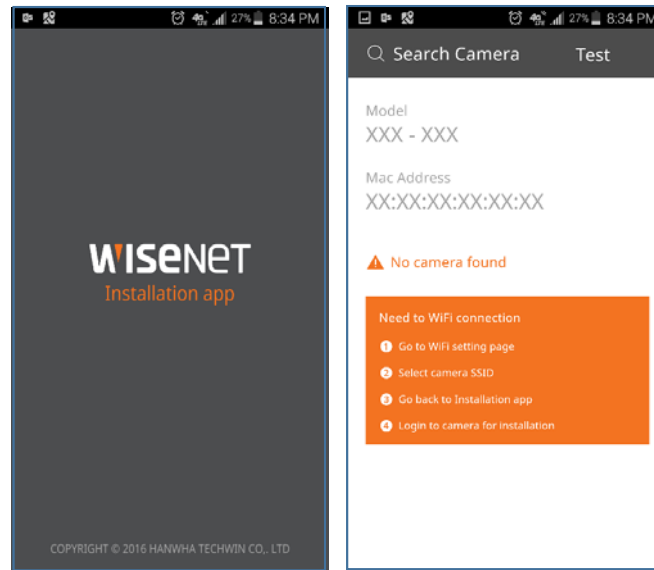 27% 8:34 PM
WISENET
Installation app
COPYRIGHT © 2016 HANWHA TECHWIN CO,. LTD
27% 8:34 PM
Search Camera Test
Model
XXX - XXX
Mac Address
XX:XX:XX:XX:XX:XX
No camera found
Need to WiFi connection
1 Go to WiFi setting page
2 Select camera SSID
3 Go back to Installation app
4 Login to camera for installation